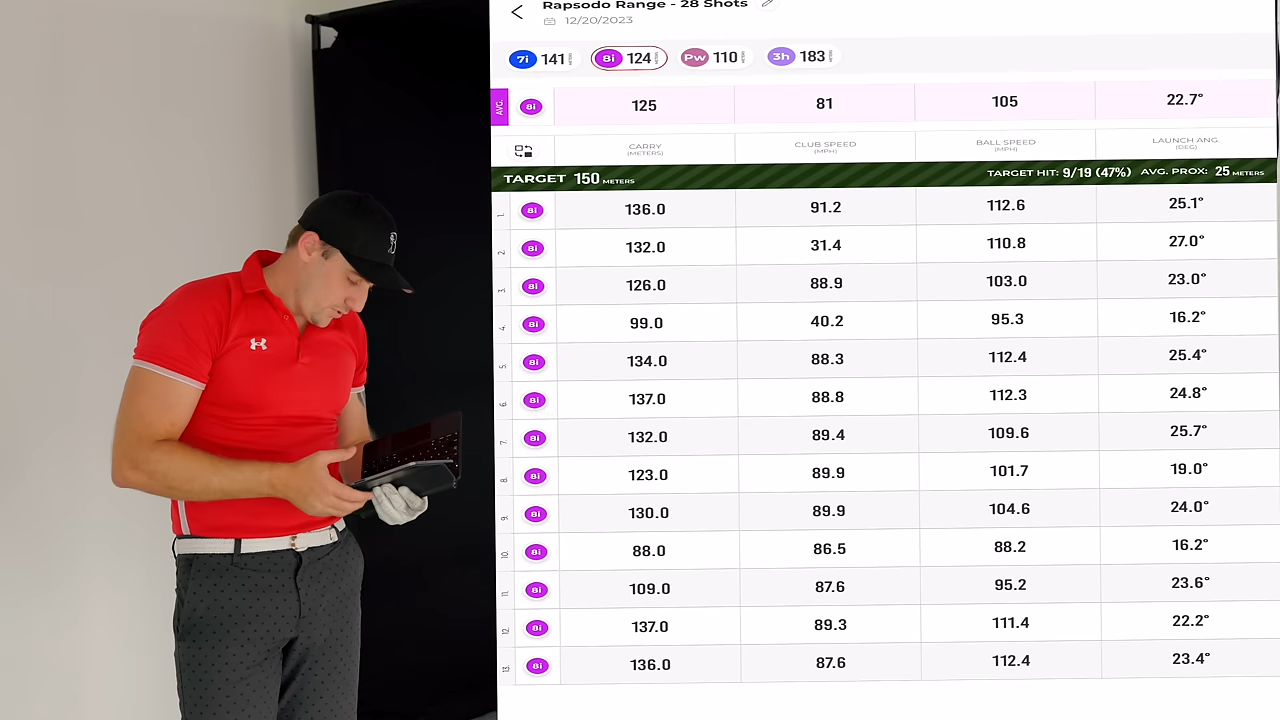 Rapsodo Range - 28 Shots
12/20/2023
7i 141 METERS 8i 124 METERS Pw 110 METERS 3h 183 METERS
AVG. 8i 125 81 105 22.7°
CARRY CLUB SPEED BALL SPEED LAUNCH ANG.
(METERS) (MPH) (MPH) (DEG)
TARGET 150 METERS TARGET HIT: 9/19 (47%) AVG. PROX: 25 METERS
1. 8i 136.0 91.2 112.6 25.1°
2. 8i 132.0 31.4 110.8 27.0°
3. 8i 126.0 88.9 103.0 23.0°
4. 8i 99.0 40.2 95.3 16.2°
5. 8i 134.0 88.3 112.4 25.4°
6. 8i 137.0 88.8 112.3 24.8°
7. 8i 132.0 89.4 109.6 25.7°
8. 8i 123.0 89.9 101.7 19.0°
9. 8i 130.0 89.9 104.6 24.0°
10. 8i 88.0 86.5 88.2 16.2°
11. 8i 109.0 87.6 95.2 23.6°
12. 8i 137.0 89.3 111.4 22.2°
13. 8i 136.0 87.6 112.4 23.4°